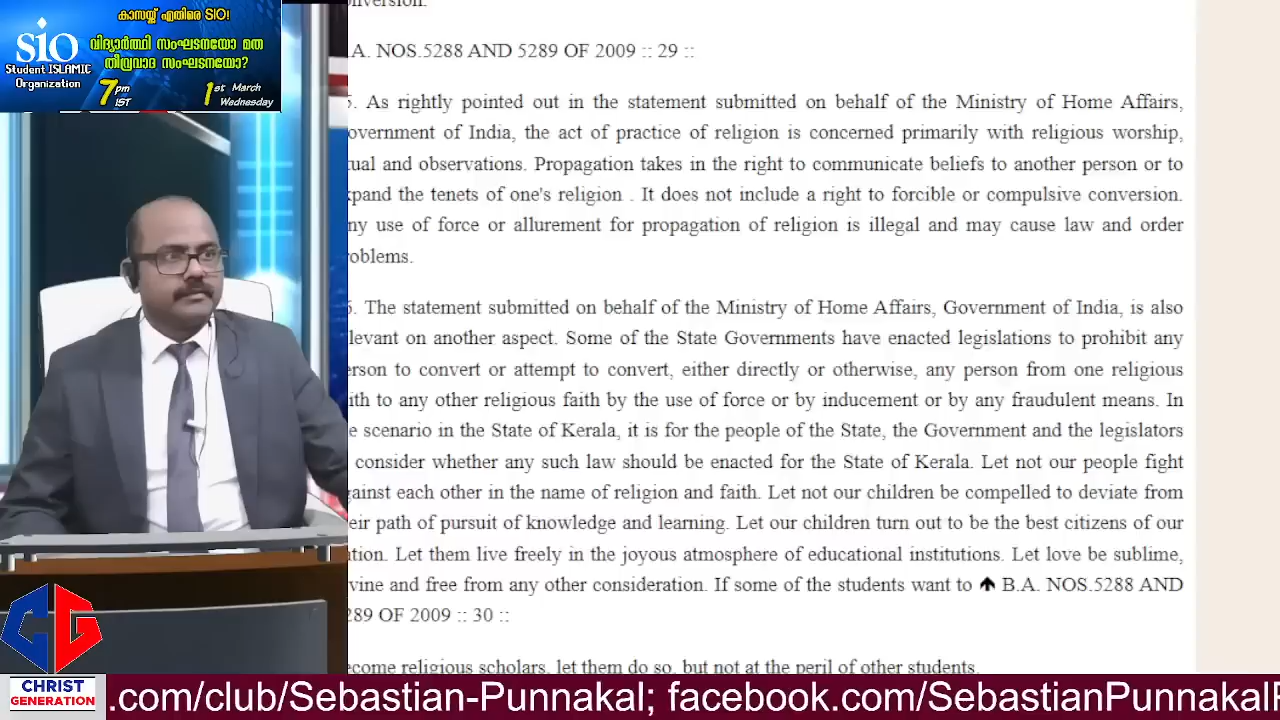 കാസയ്ക്ക് എതിരെ SIO!
sio
Student ISLAMIC
Organization
വിദ്യാർത്ഥി സംഘടനയോ മത
തീവ്രവാദ സംഘടനയോ?
7pm
IST
1st March
Wednesday
nversion.
A. NOS.5288 AND 5289 OF 2009 :: 29 ::
5. As rightly pointed out in the statement submitted on behalf of the Ministry of Home Affairs,
overnment of India, the act of practice of religion is concerned primarily with religious worship,
tual and observations. Propagation takes in the right to communicate beliefs to another person or to
xpand the tenets of one's religion . It does not include a right to forcible or compulsive conversion.
ny use of force or allurement for propagation of religion is illegal and may cause law and order
roblems.
6. The statement submitted on behalf of the Ministry of Home Affairs, Government of India, is also
levant on another aspect. Some of the State Governments have enacted legislations to prohibit any
erson to convert or attempt to convert, either directly or otherwise, any person from one religious
ith to any other religious faith by the use of force or by inducement or by any fraudulent means. In
e scenario in the State of Kerala, it is for the people of the State, the Government and the legislators
consider whether any such law should be enacted for the State of Kerala. Let not our people fight
gainst each other in the name of religion and faith. Let not our children be compelled to deviate from
eir path of pursuit of knowledge and learning. Let our children turn out to be the best citizens of our
ation. Let them live freely in the joyous atmosphere of educational institutions. Let love be sublime,
vine and free from any other consideration. If some of the students want to 🡹 B.A. NOS.5288 AND
289 OF 2009 :: 30 ::
ecome religious scholars, let them do so, but not at the peril of other students.
CG
CHRIST
GENERATION
.com/club/Sebastian-Punnakal; facebook.com/SebastianPunnakalF